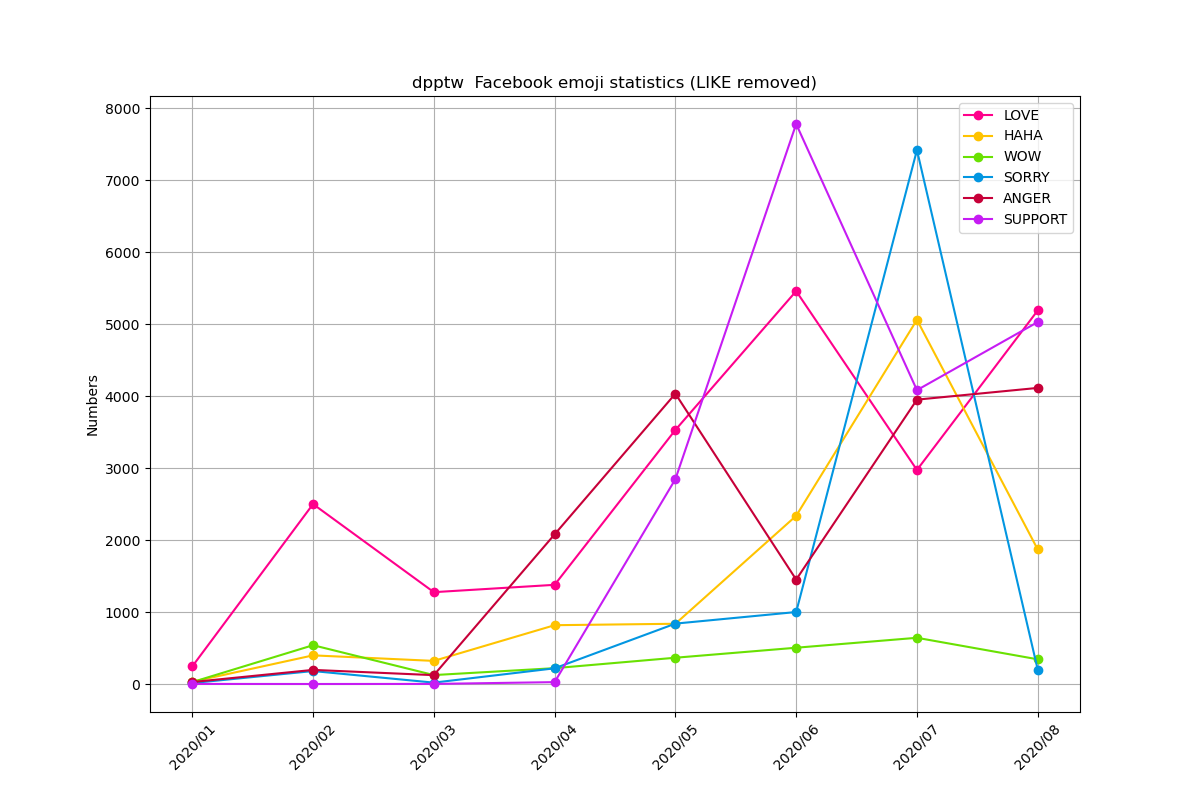 dpptw  Facebook emoji statistics (LIKE removed)
8000
7000
6000
5000
4000
3000
2000
1000
0
Numbers
LOVE
HAHA
WOW
SORRY
ANGER
SUPPORT
2020/01
2020/02
2020/03
2020/04
2020/05
2020/06
2020/07
2020/08